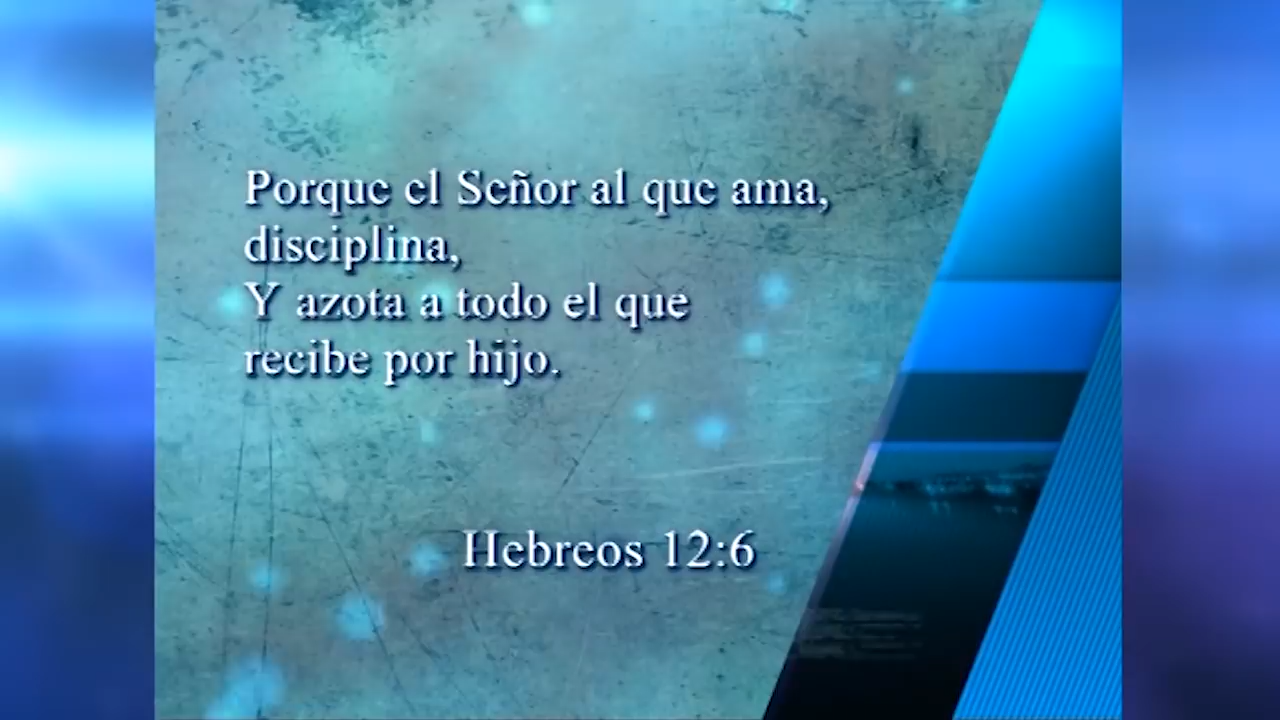 Porque el Señor al que ama,
disciplina,
Y azota a todo el que
recibe por hijo.
Hebreos 12:6